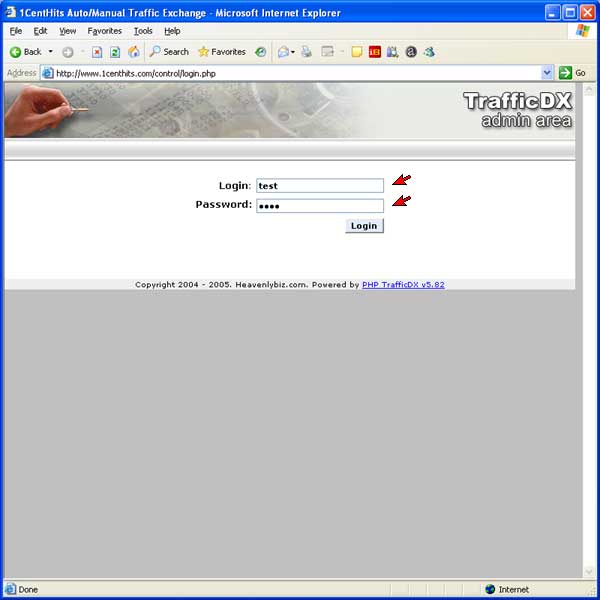 1CentHits Auto/Manual Traffic Exchange - Microsoft Internet Explorer
File Edit View Favorites Tools Help
Back Search Favorites
Address http://www.1centhits.com/control/login.php Go
TrafficDX
admin area
Login: test
Password: ••••
Login
Copyright 2004 - 2005. Heavenlybiz.com. Powered by PHP TrafficDX v5.82
Done Internet